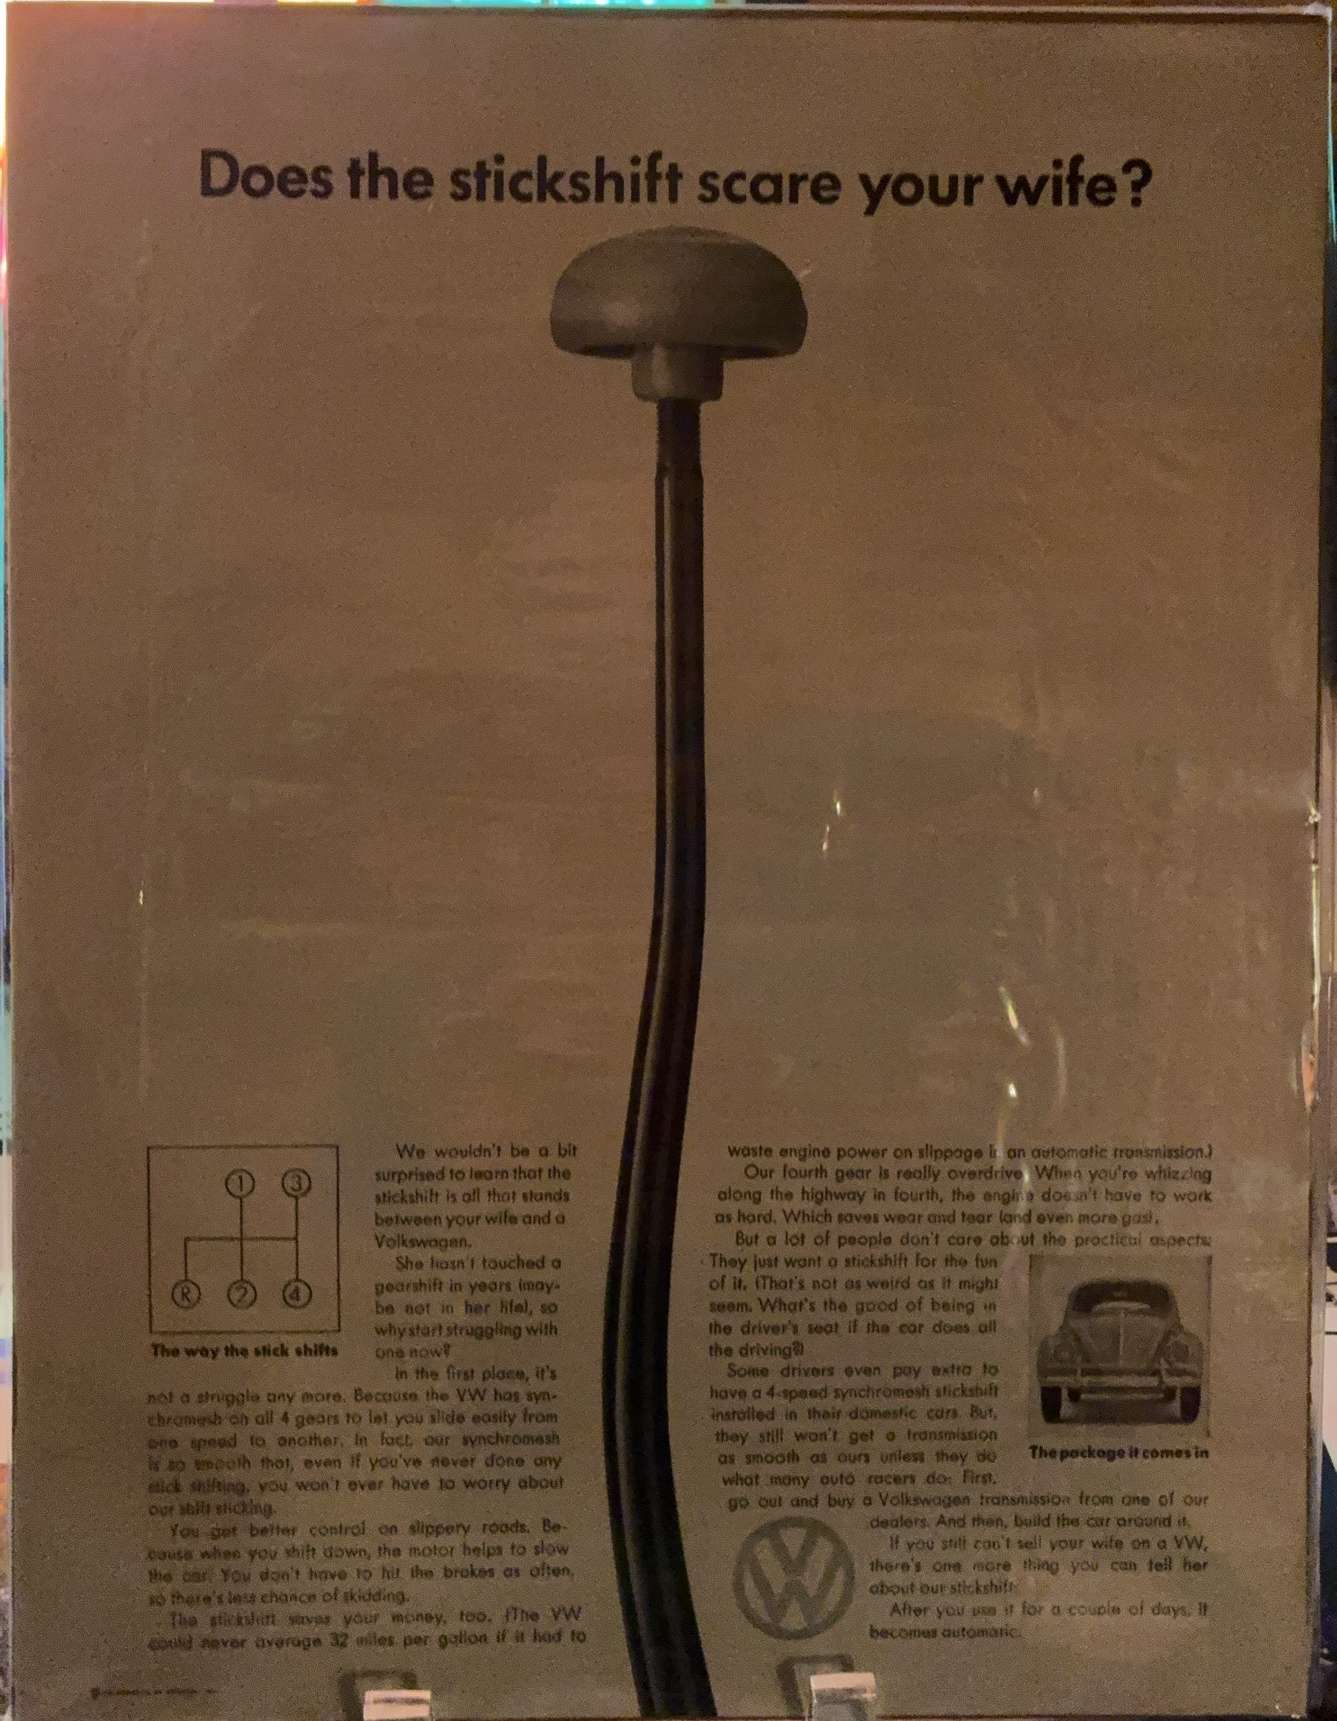 Does the stickshift scare your wife?
1 3
R 2 4
The way the stick shifts
We wouldn't be a bit
surprised to learn that the
stickshift is all that stands
between your wife and a
Volkswagen.
She hasn't touched a
gearshift in years (may-
be not in her life), so
why start struggling with
one now?
In the first place, it's
not a struggle any more. Because the VW has syn-
chromesh on all 4 gears to let you slide easily from
one speed to another. In fact, our synchromesh
is so smooth that, even if you've never done any
stick shifting, you won't ever have to worry about
our shift sticking.
You get better control on slippery roads. Be-
cause when you shift down, the motor helps to slow
the car. You don't have to hit the brakes as often,
so there's less chance of skidding.
The stickshift saves your money, too. (The VW
could never average 32 miles per gallon if it had to
waste engine power on slippage in an automatic transmission.)
Our fourth gear is really overdrive. When you're whizzing
along the highway in fourth, the engine doesn't have to work
as hard. Which saves wear and tear (and even more gas).
But a lot of people don't care about the practical aspects:
They just want a stickshift for the fun
of it. (That's not as weird as it might
seem. What's the good of being in
the driver's seat if the car does all
the driving?)
Some drivers even pay extra to
have a 4-speed synchromesh stickshift
installed in their domestic cars. But,
they still won't get a transmission
as smooth as ours unless they do
what many auto racers do: First,
go out and buy a Volkswagen transmission from one of our
dealers. And then, build the car around it.
If you still can't sell your wife on a VW,
there's one more thing you can tell her
about our stickshift:
After you use it for a couple of days, it
becomes automatic.
The package it comes in
VW